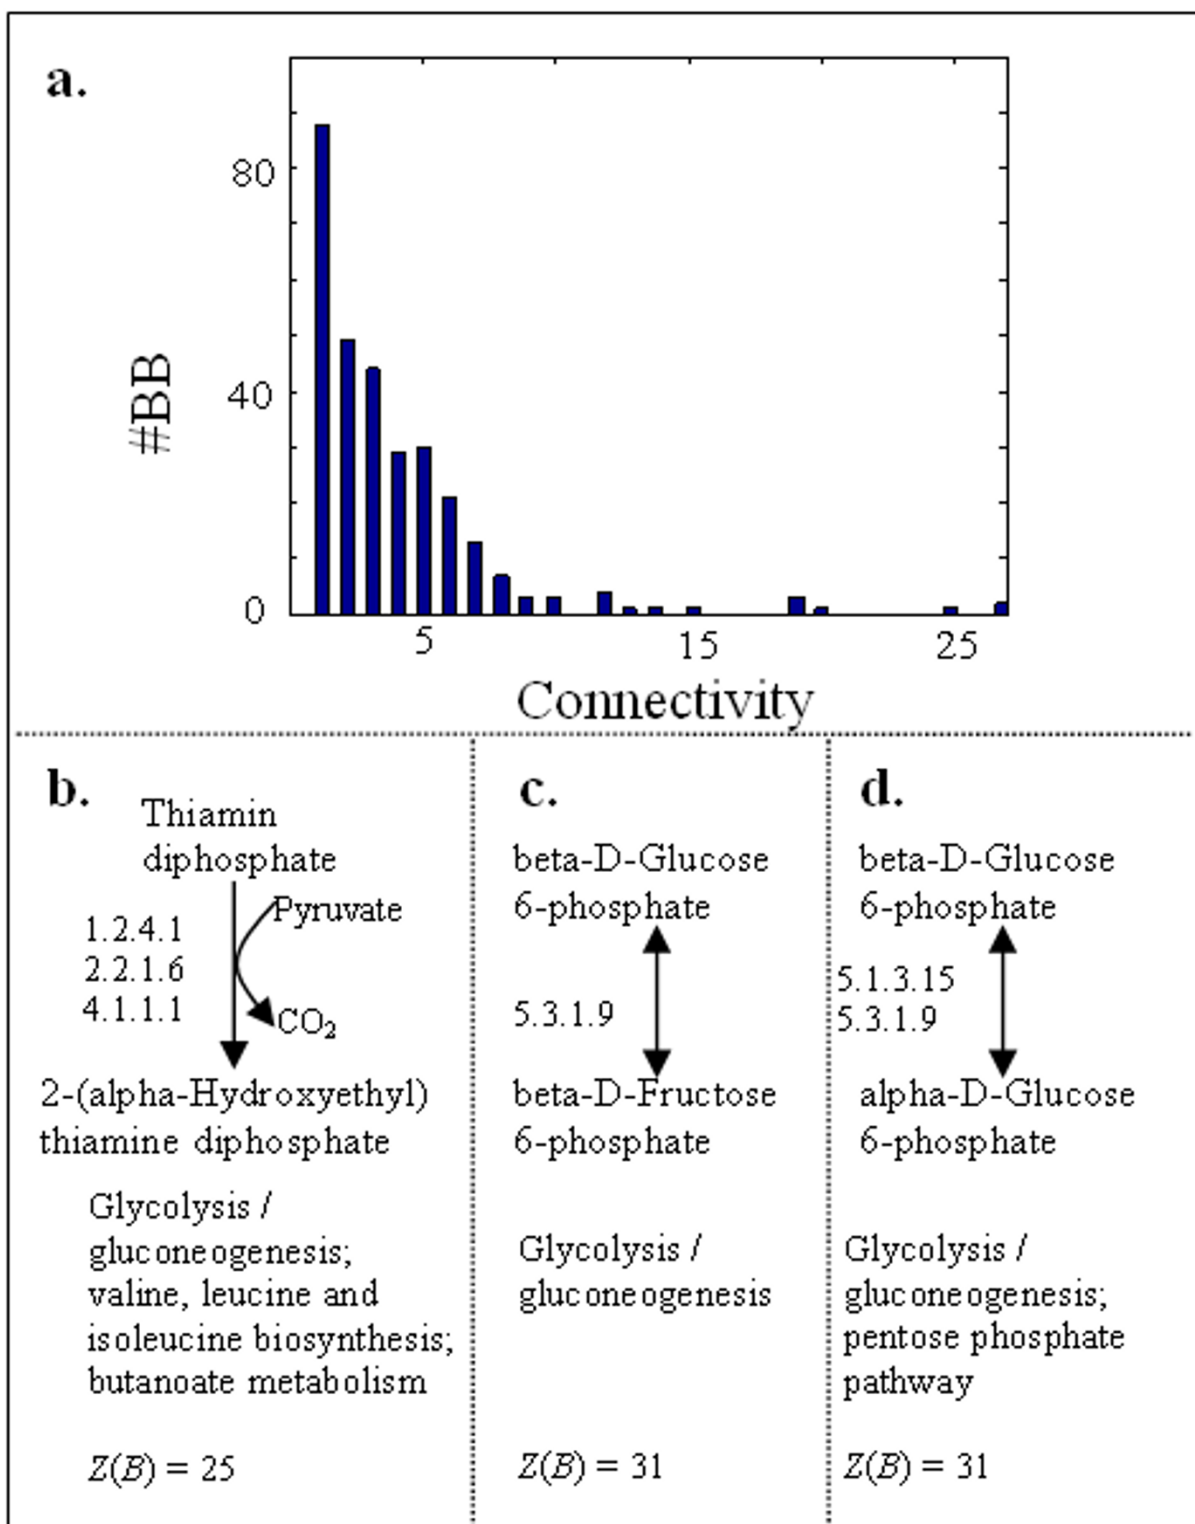 a.
80
40
0
#BB
5
15
25
Connectivity
b.
Thiamin
diphosphate
Pyruvate
1.2.4.1
2.2.1.6
4.1.1.1
CO₂
2-(alpha-Hydroxyethyl)
thiamine diphosphate
Glycolysis /
gluconeogenesis;
valine, leucine and
isoleucine biosynthesis;
butanoate metabolism
Z(B) = 25
c.
beta-D-Glucose
6-phosphate
5.3.1.9
beta-D-Fructose
6-phosphate
Glycolysis /
gluconeogenesis
Z(B) = 31
d.
beta-D-Glucose
6-phosphate
5.1.3.15
5.3.1.9
alpha-D-Glucose
6-phosphate
Glycolysis /
gluconeogenesis;
pentose phosphate
pathway
Z(B) = 31